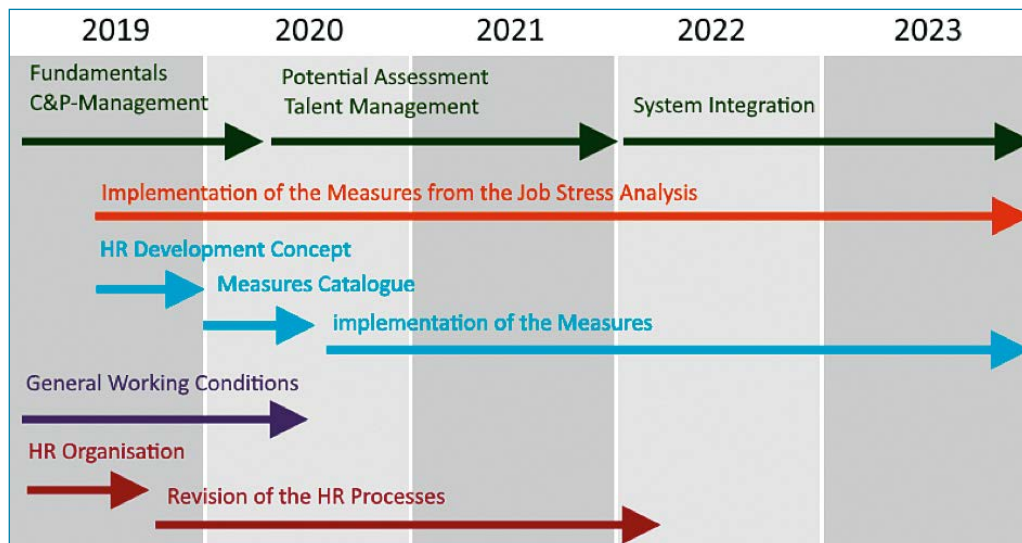 2019 2020 2021 2022 2023
Fundamentals
C&P-Management
Potential Assessment
Talent Management
System Integration
Implementation of the Measures from the Job Stress Analysis
HR Development Concept
Measures Catalogue
implementation of the Measures
General Working Conditions
HR Organisation
Revision of the HR Processes